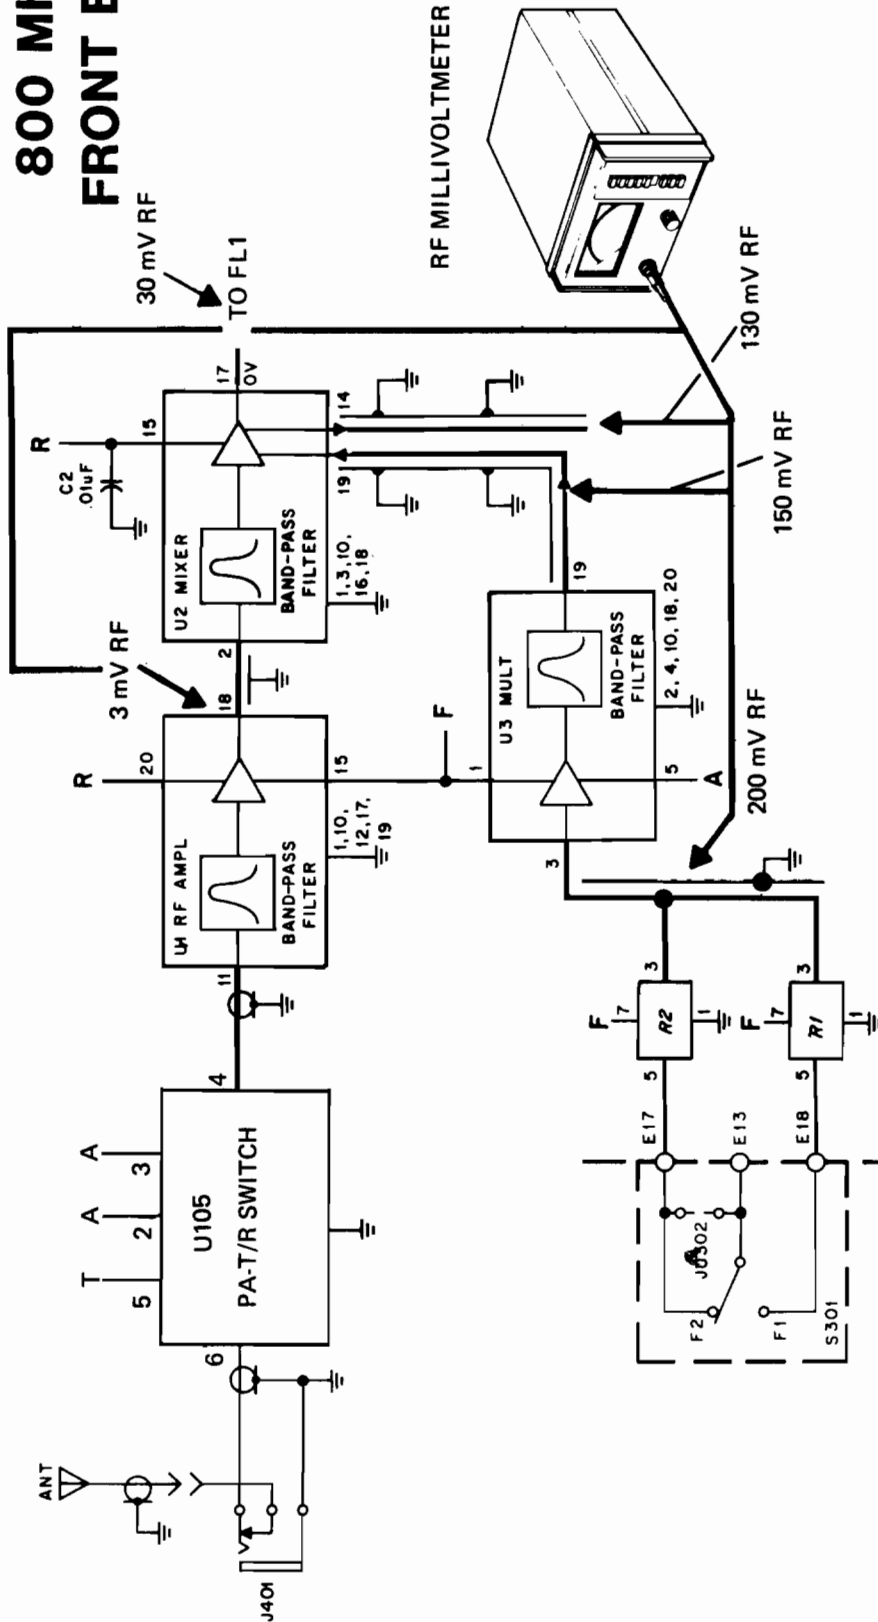 800 MH
FRONT E
30 mV RF
TO FL1
RF MILLIVOLTMETER
3 mV RF
130 mV RF
150 mV RF
200 mV RF
ANT
J401
6
5
2
3
T
A
A
U105
PA-T/R SWITCH
4
11
R
20
U1 RF AMPL
BAND-PASS
FILTER
18
15
1,10,
12,17,
19
F
2
R
C2
.01uF
15
U2 MIXER
BAND-PASS
FILTER
17
0V
14
19
1,3,10,
16,18
1
U3 MULT
BAND-PASS
FILTER
3
5
A
19
2, 4, 10, 18, 20
F
7
R2
5
3
1
F
7
R1
5
3
1
E17
E13
E18
JU302
F2
F1
S301